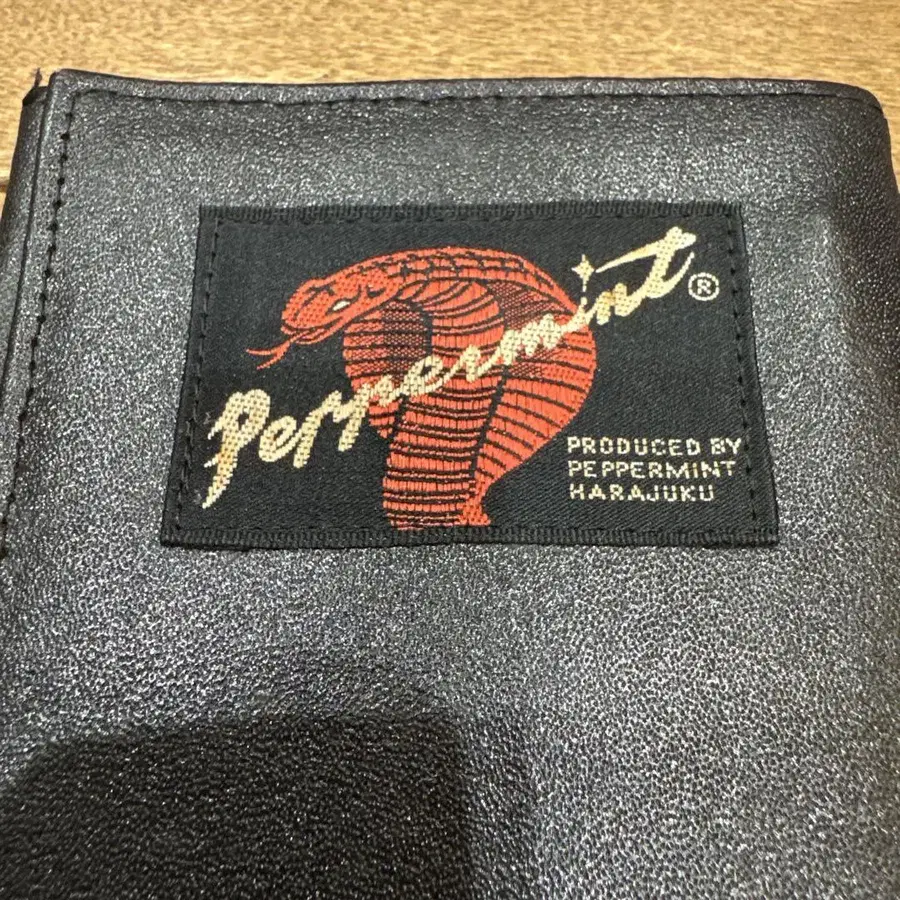 Peppermint ®
PRODUCED BY
PEPPERMINT
HARAJUKU